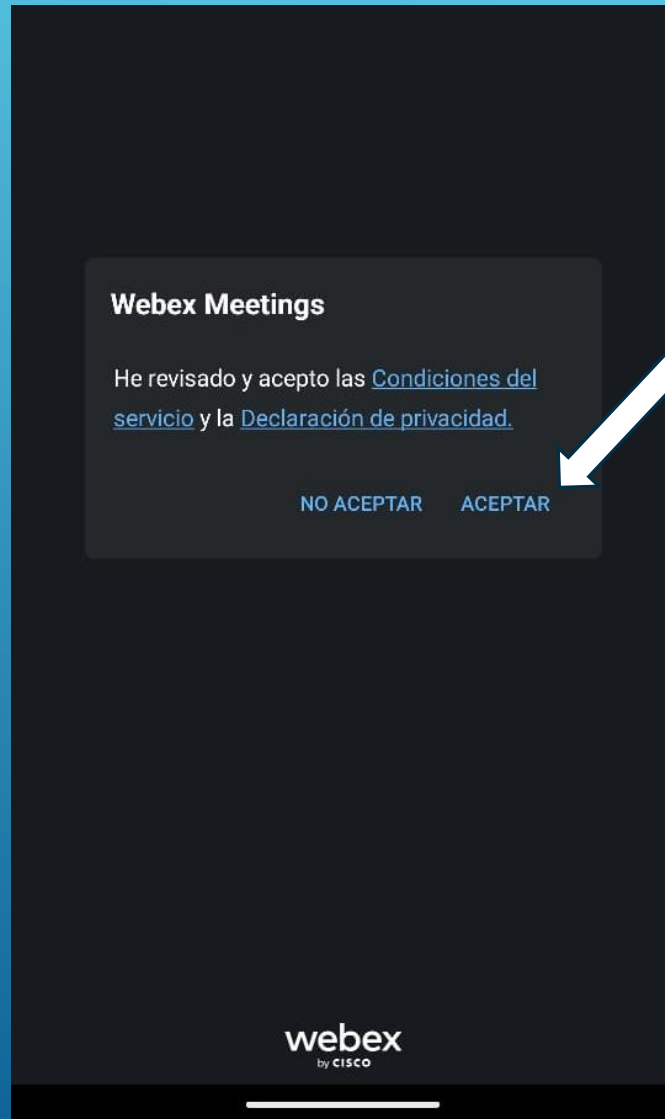 Webex Meetings
He revisado y acepto las Condiciones del
servicio y la Declaración de privacidad.
NO ACEPTAR ACEPTAR
webex
by CISCO